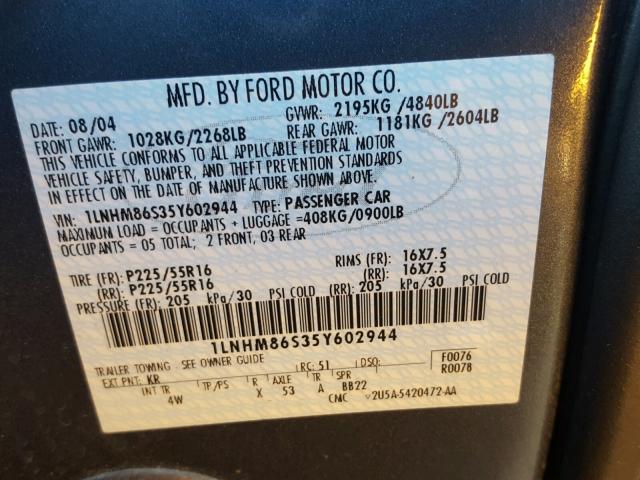 MFD. BY FORD MOTOR CO.
DATE: 08/04 GVWR: 2195KG /4840LB
FRONT GAWR: 1028KG/2268LB REAR GAWR: 1181KG /2604LB
THIS VEHICLE CONFORMS TO ALL APPLICABLE FEDERAL MOTOR
VEHICLE SAFETY, BUMPER, AND THEFT PREVENTION STANDARDS
IN EFFECT ON THE DATE OF MANUFACTURE SHOWN ABOVE.
VIN: 1LNHM86S35Y602944 TYPE: PASSENGER CAR
MAXIMUM LOAD = OCCUPANTS + LUGGAGE =408KG/0900LB
OCCUPANTS = 05 TOTAL; 2 FRONT, 03 REAR
TIRE (FR): P225/55R16 RIMS (FR): 16X7.5
(RR): P225/55R16 (RR): 16X7.5
PRESSURE (FR): 205 kPa/30 PSI COLD (RR): 205 kPa/30 PSI COLD
1LNHM86S35Y602944
TRAILER TOWING SEE OWNER GUIDE
EXT PNT: KR RC: 51 DSO: F0076
R0078
INT TR TP/PS R AXLE TR SPR
4W X 53 A BB22
CMC v2U5A-5420472-AA